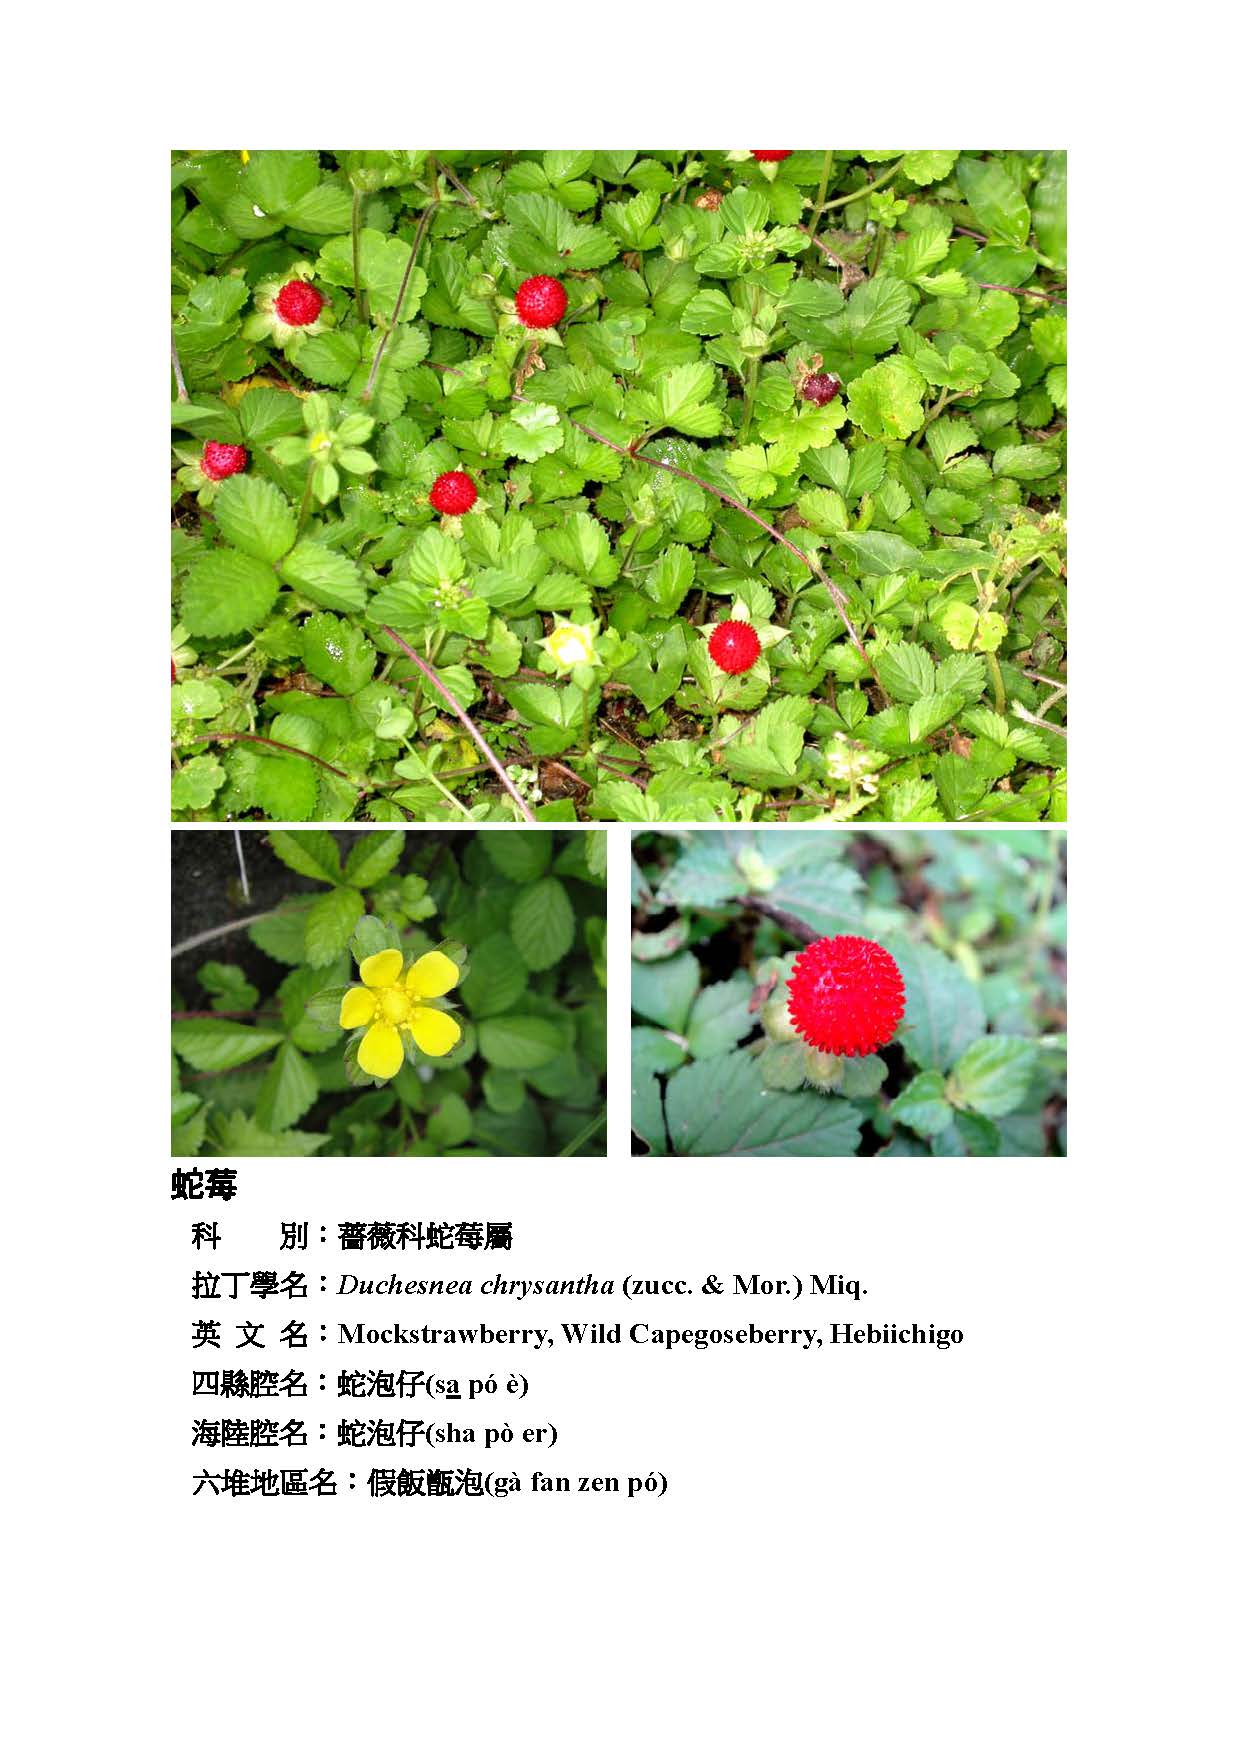 蛇莓
科　　別：薔薇科蛇莓屬
拉丁學名：Duchesnea chrysantha (zucc. & Mor.) Miq.
英 文 名：Mockstrawberry, Wild Capegoseberry, Hebiichigo
四縣腔名：蛇泡仔(sa pó è)
海陸腔名：蛇泡仔(sha pò er)
六堆地區名：假飯甑泡(gà fan zen pó)